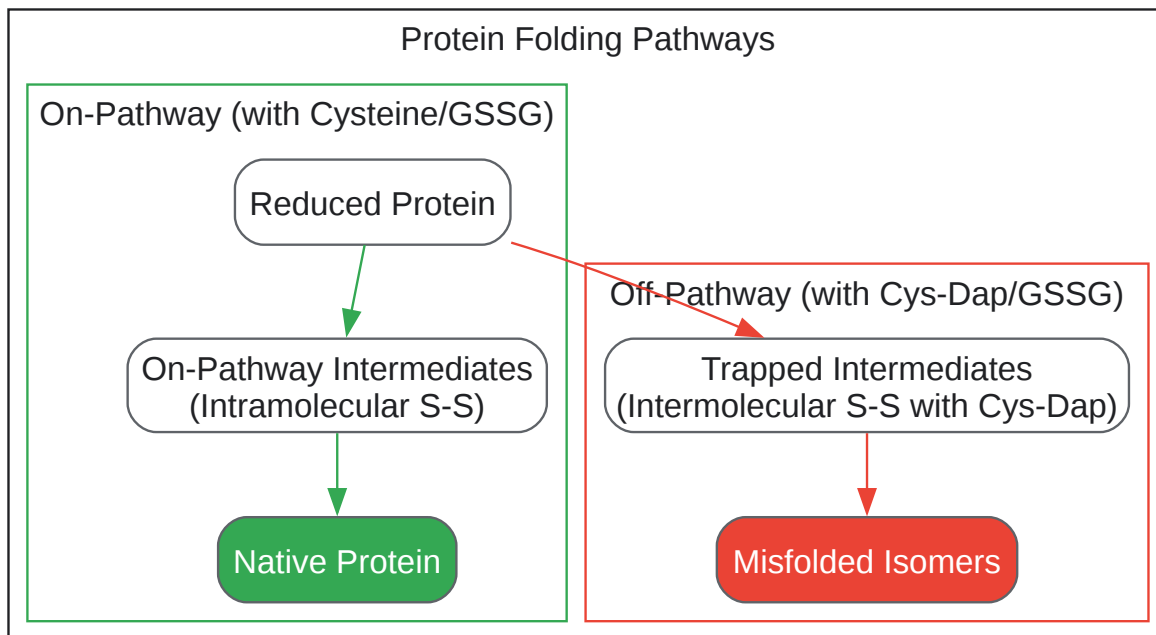 Protein Folding Pathways
On-Pathway (with Cysteine/GSSG)
Reduced Protein
Off-Pathway (with Cys-Dap/GSSG)
On-Pathway Intermediates
(Intramolecular S-S)
Trapped Intermediates
(Intermolecular S-S with Cys-Dap)
Native Protein
Misfolded Isomers